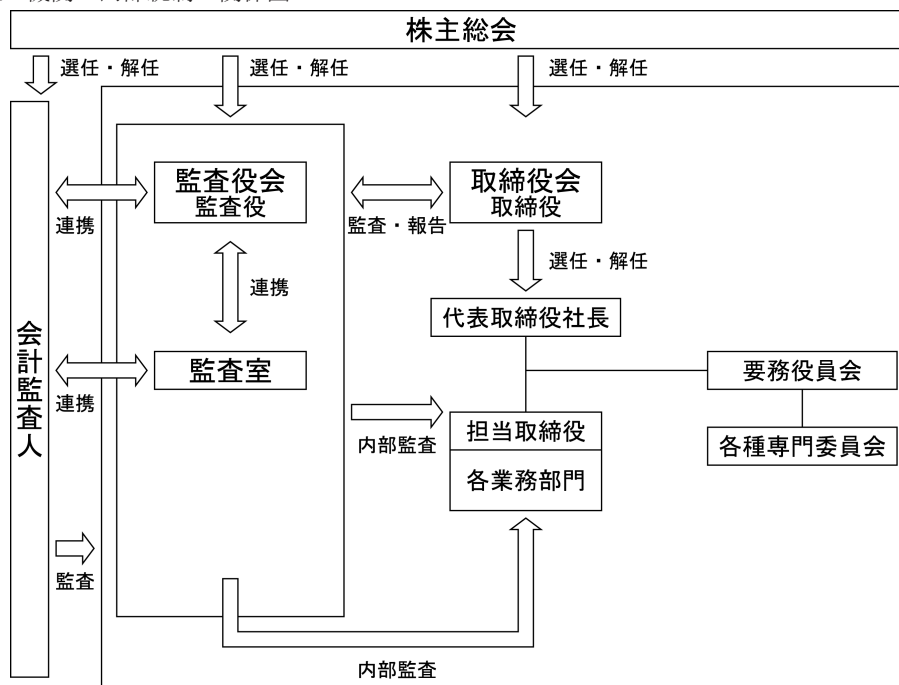 株主総会
選任・解任
選任・解任
選任・解任
監査役会
監査役
取締役会
取締役
連携
監査・報告
選任・解任
連携
代表取締役社長
会計監査人
監査室
要務役員会
連携
内部監査
担当取締役
各業務部門
各種専門委員会
監査
内部監査